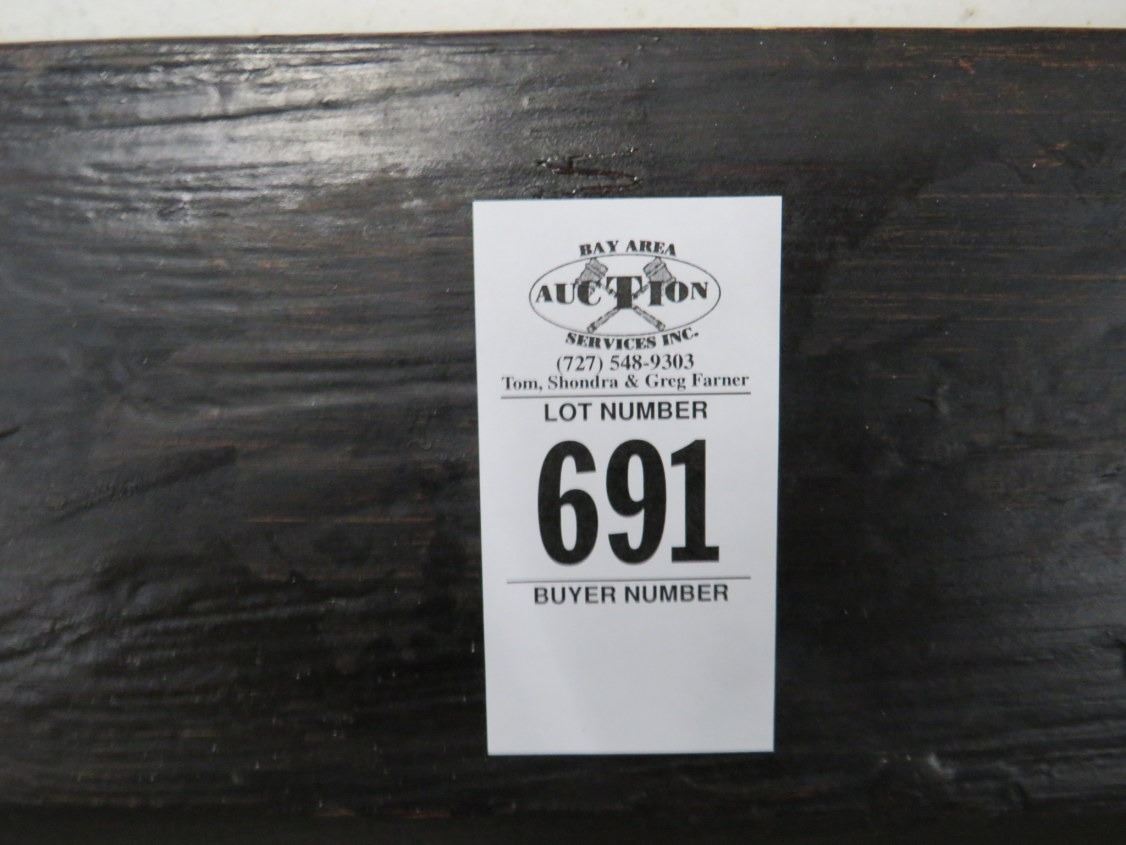 BAY AREA
AUCTION
SERVICES INC.
(727) 548-9303
Tom, Shondra & Greg Farner
LOT NUMBER
691
BUYER NUMBER